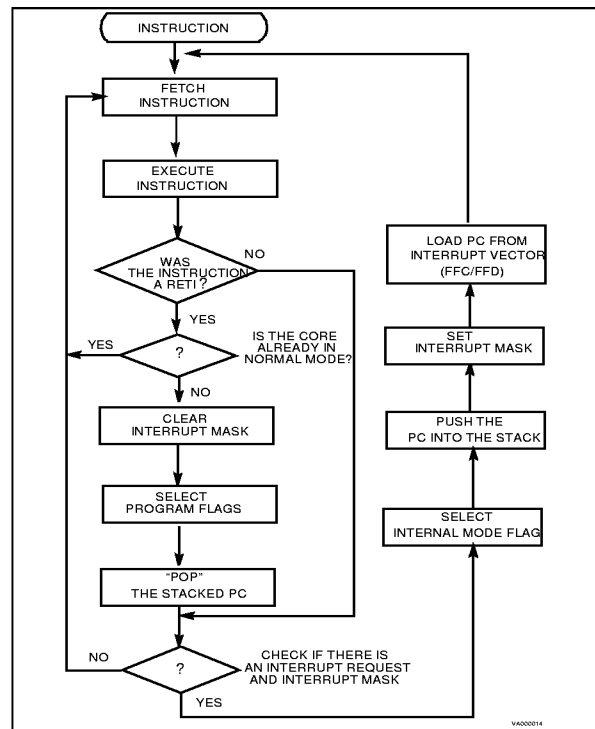 INSTRUCTION
FETCH
INSTRUCTION
EXECUTE
INSTRUCTION
WAS
THE INSTRUCTION
A RETI ?
NO
YES
?
YES
IS THE CORE
ALREADY IN
NORMAL MODE?
NO
CLEAR
INTERRUPT MASK
SELECT
PROGRAM FLAGS
"POP"
THE STACKED PC
?
NO
CHECK IF THERE IS
AN INTERRUPT REQUEST
AND INTERRUPT MASK
YES
LOAD PC FROM
INTERRUPT VECTOR
(FFC/FFD)
SET
INTERRUPT MASK
PUSH THE
PC INTO THE STACK
SELECT
INTERNAL MODE FLAG
VA000014